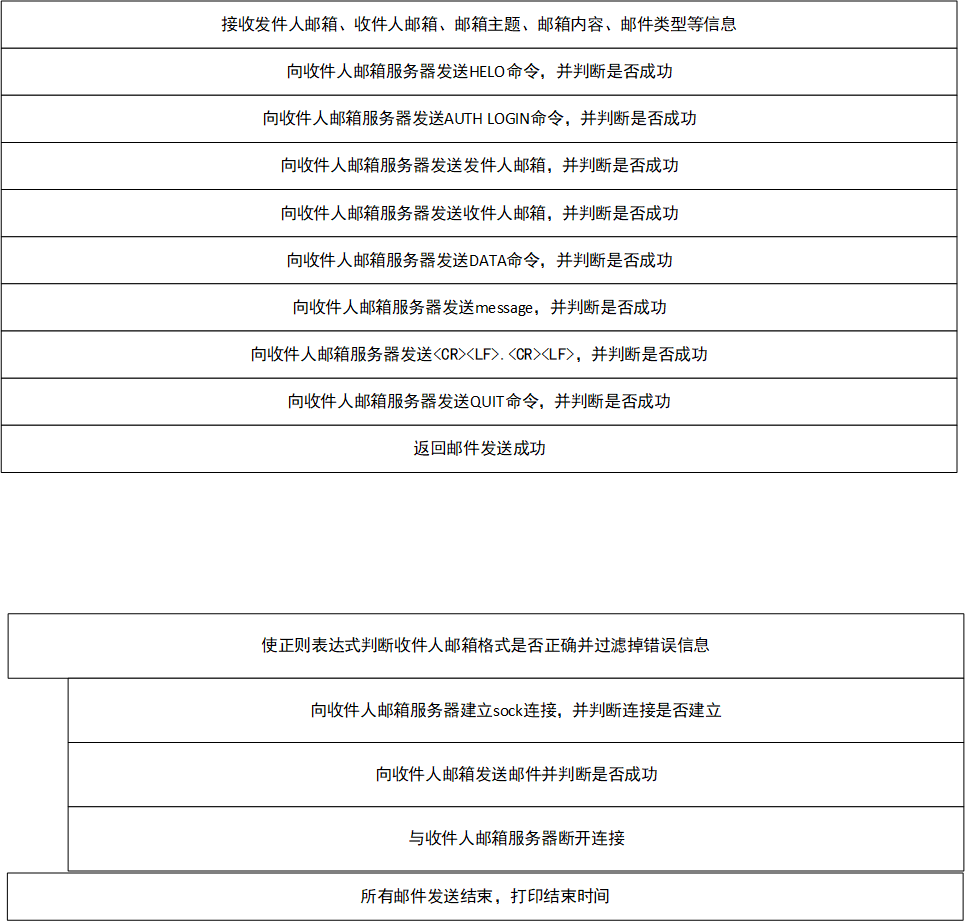 接收发件人邮箱、收件人邮箱、邮箱主题、邮箱内容、邮件类型等信息
向收件人邮箱服务器发送HELO命令，并判断是否成功
向收件人邮箱服务器发送AUTH LOGIN命令，并判断是否成功
向收件人邮箱服务器发送发件人邮箱，并判断是否成功
向收件人邮箱服务器发送收件人邮箱，并判断是否成功
向收件人邮箱服务器发送DATA命令，并判断是否成功
向收件人邮箱服务器发送message，并判断是否成功
向收件人邮箱服务器发送<CR><LF>.<CR><LF>，并判断是否成功
向收件人邮箱服务器发送QUIT命令，并判断是否成功
返回邮件发送成功
使正则表达式判断收件人邮箱格式是否正确并过滤掉错误信息
向收件人邮箱服务器建立sock连接，并判断连接是否建立
向收件人邮箱发送邮件并判断是否成功
与收件人邮箱服务器断开连接
所有邮件发送结束，打印结束时间